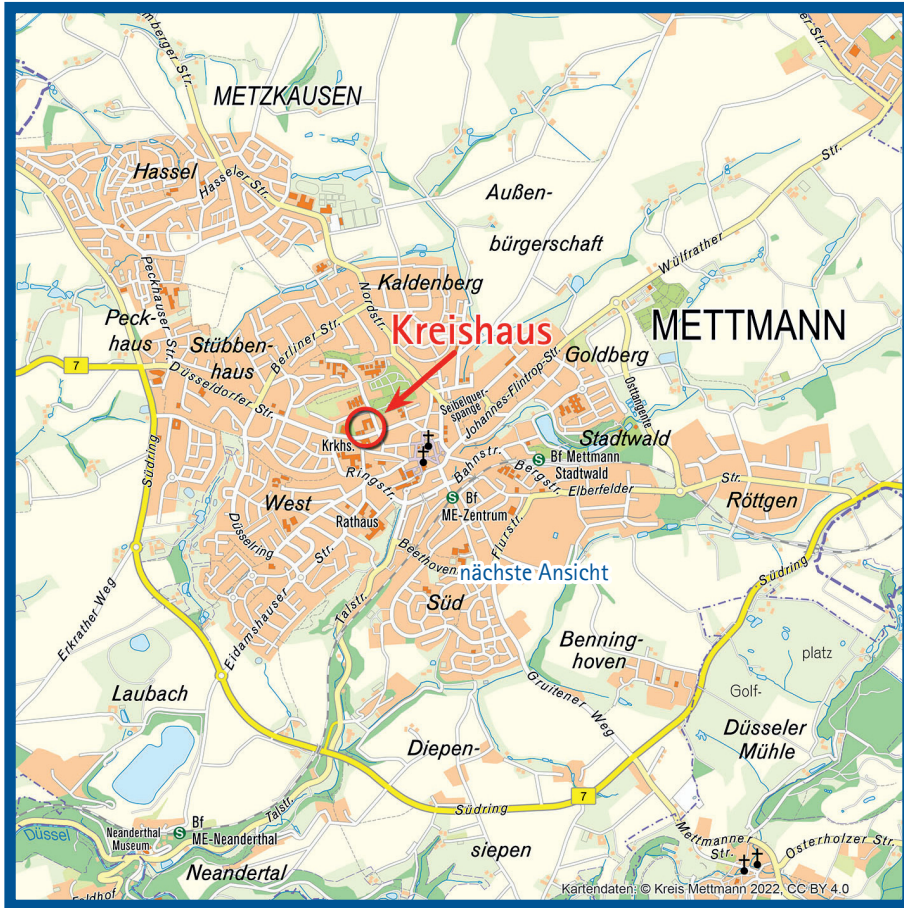 mberger Str.
METZKAUSEN
Hassel
Hasseler Str.
Außen-
bürgerschaft
Wülfrather
Str.
Peckhauser Str.
Kaldenberg
Nordstr.
Peck-
haus
Stübben-
haus
Berliner Str.
Kreishaus
METTMANN
Goldberg
7
Düsseldorfer Str.
Seibelquer-
spange
Johannes-Flintrop-Str.
Osttangente
Krkhs.
Stadtwald
Südring
Ringstr.
Bahnstr.
S Bf Mettmann
Stadtwald
Bergstr.
Elberfelder
Str.
Röttgen
West
S Bf
ME-Zentrum
Rathaus
Düsselring
Flurstr.
Beethoven
nächste Ansicht
Südring
Süd
Talstr.
Eidamshauser
Str.
Erkrather Weg
Benning-
hoven
platz
Golf-
Laubach
Gruitener Weg
Düsseler
Mühle
Diepen-
7
Südring
Talstr.
Düssel
Neanderthal
Museum
S Bf
ME-Neanderthal
siepen
Mettmanner
Str.
Osterholzer Str.
Neandertal
Feldhof
Kartendaten: © Kreis Mettmann 2022, CC BY 4.0